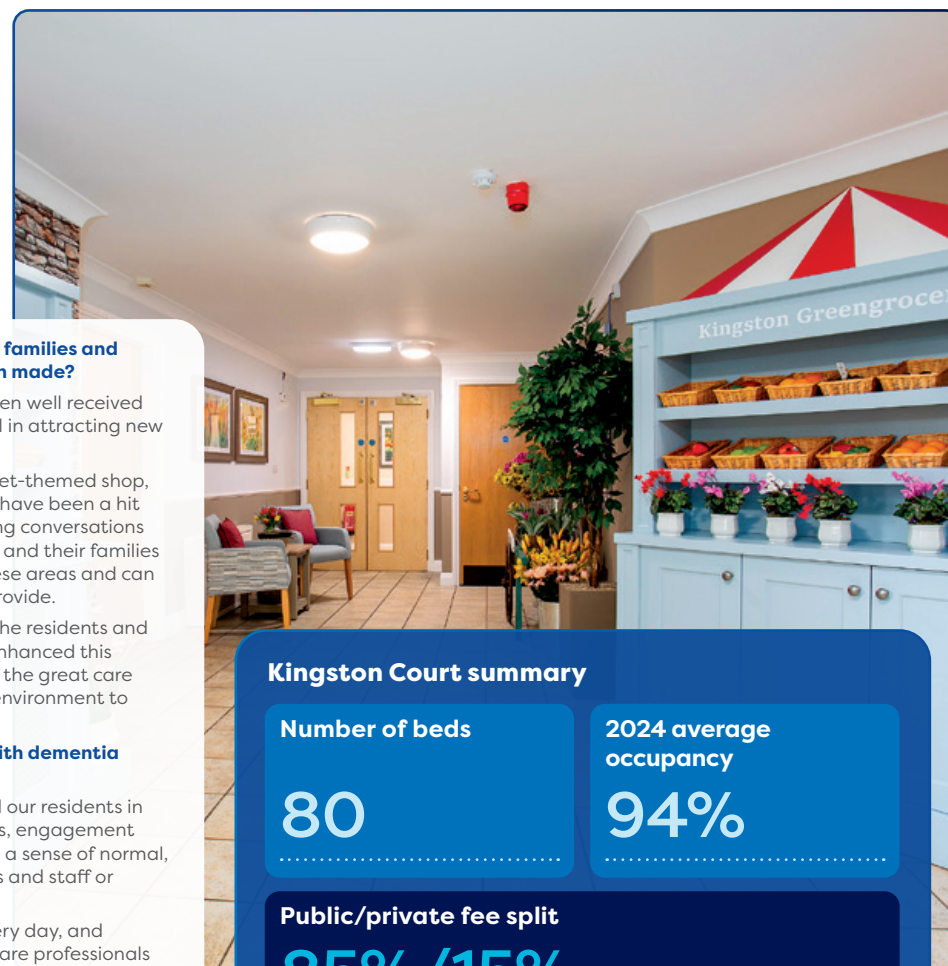 families and
made?
en well received
in attracting new
et-themed shop,
have been a hit
ng conversations
and their families
ese areas and can
rovide.
he residents and
nhanced this
the great care
environment to
ith dementia
our residents in
s, engagement
a sense of normal,
s and staff or
ery day, and
are professionals
Kingston Greengrocer
Kingston Court summary
Number of beds
80
2024 average
occupancy
94%
Public/private fee split
85%/15%